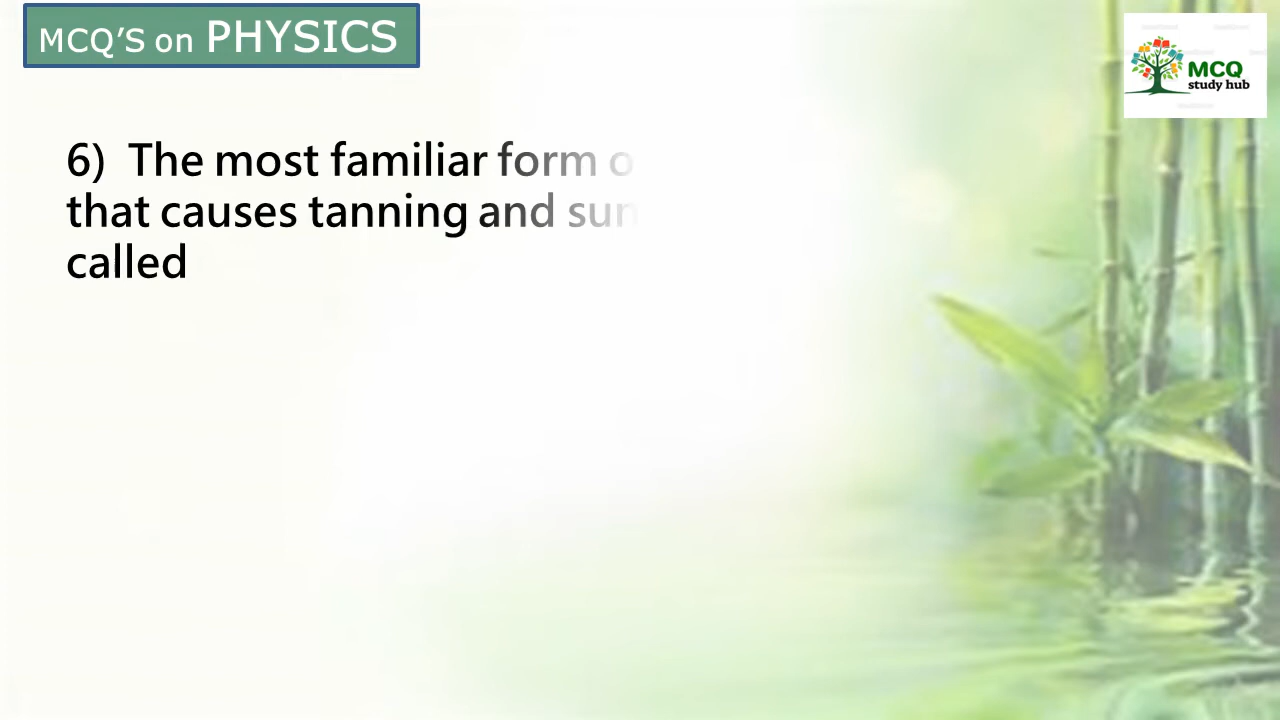 MCQ'S on PHYSICS
MCQ
study hub
6) The most familiar form
that causes tanning and
called